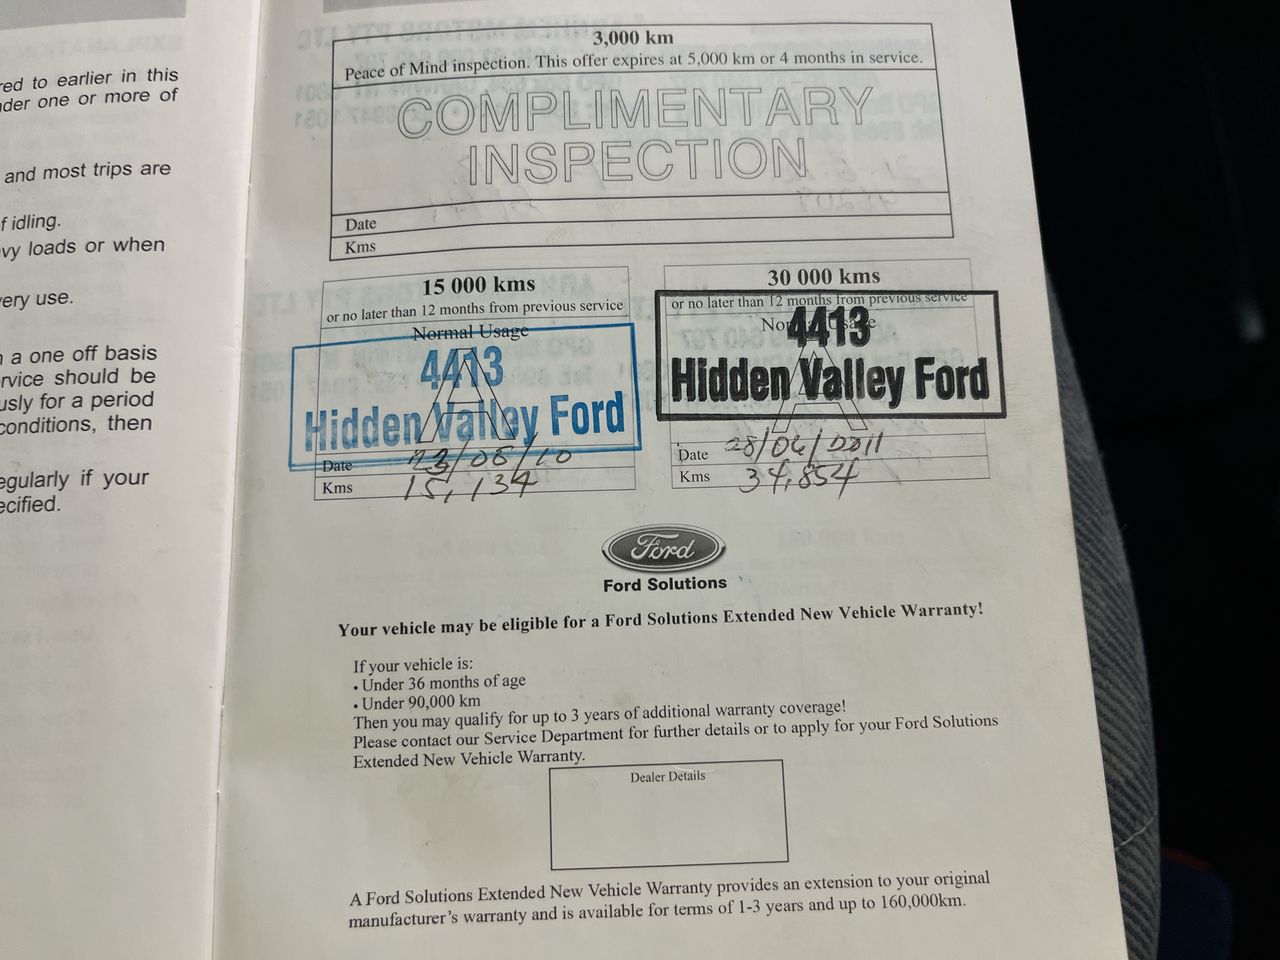 red to earlier in this
nder one or more of
and most trips are
f idling.
vy loads or when
very use.
n a one off basis
rvice should be
usly for a period
conditions, then
egularly if your
ecified.
3,000 km
Peace of Mind inspection. This offer expires at 5,000 km or 4 months in service.
COMPLIMENTARY
INSPECTION
Date
Kms
15 000 kms
or no later than 12 months from previous service
Normal Usage
A
4413
Hidden Valley Ford
Date 23/08/10
Kms 15,134
30 000 kms
or no later than 12 months from previous service
Normal Usage
A
4413
Hidden Valley Ford
Date
Kms 34,854
Ford
Ford Solutions
Your vehicle may be eligible for a Ford Solutions Extended New Vehicle Warranty!
If your vehicle is:
• Under 36 months of age
• Under 90,000 km
Then you may qualify for up to 3 years of additional warranty coverage!
Please contact our Service Department for further details or to apply for your Ford Solutions
Extended New Vehicle Warranty.
Dealer Details
A Ford Solutions Extended New Vehicle Warranty provides an extension to your original
manufacturer's warranty and is available for terms of 1-3 years and up to 160,000km.